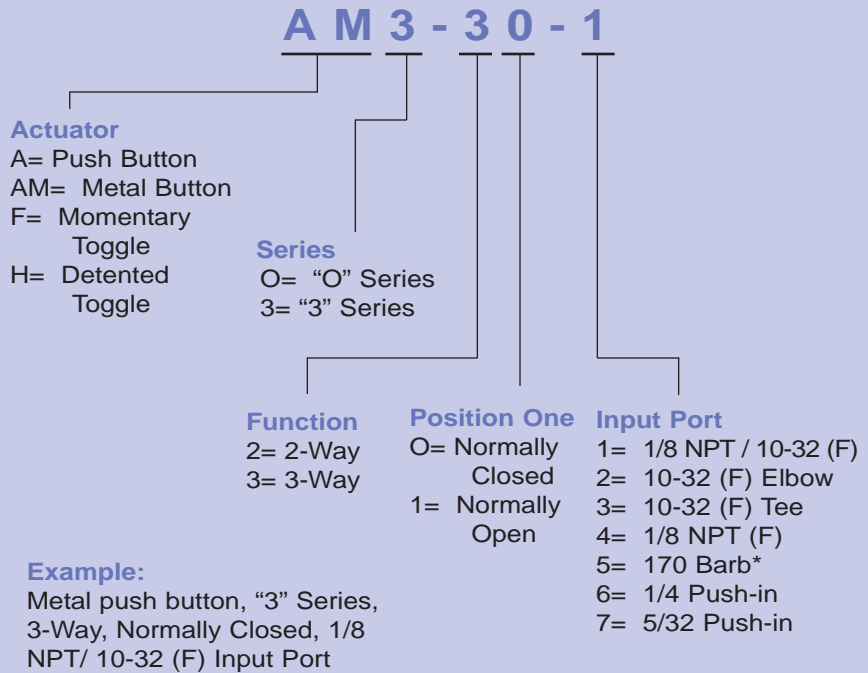 AM3-30-1
Actuator
A= Push Button
AM= Metal Button
F= Momentary
Toggle
H= Detented
Toggle
Series
O= “O” Series
3= “3” Series
Function
2= 2-Way
3= 3-Way
Position One
O= Normally
Closed
1= Normally
Open
Input Port
1= 1/8 NPT / 10-32 (F)
2= 10-32 (F) Elbow
3= 10-32 (F) Tee
4= 1/8 NPT (F)
5= 170 Barb*
6= 1/4 Push-in
7= 5/32 Push-in
Example:
Metal push button, “3” Series,
3-Way, Normally Closed, 1/8
NPT/ 10-32 (F) Input Port